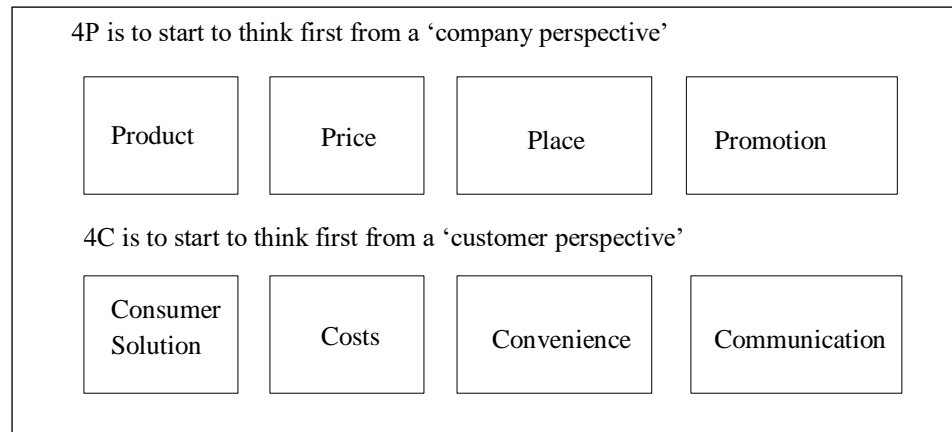 4P is to start to think first from a ‘company perspective’
Product
Price
Place
Promotion
4C is to start to think first from a ‘customer perspective’
Consumer
Solution
Costs
Convenience
Communication